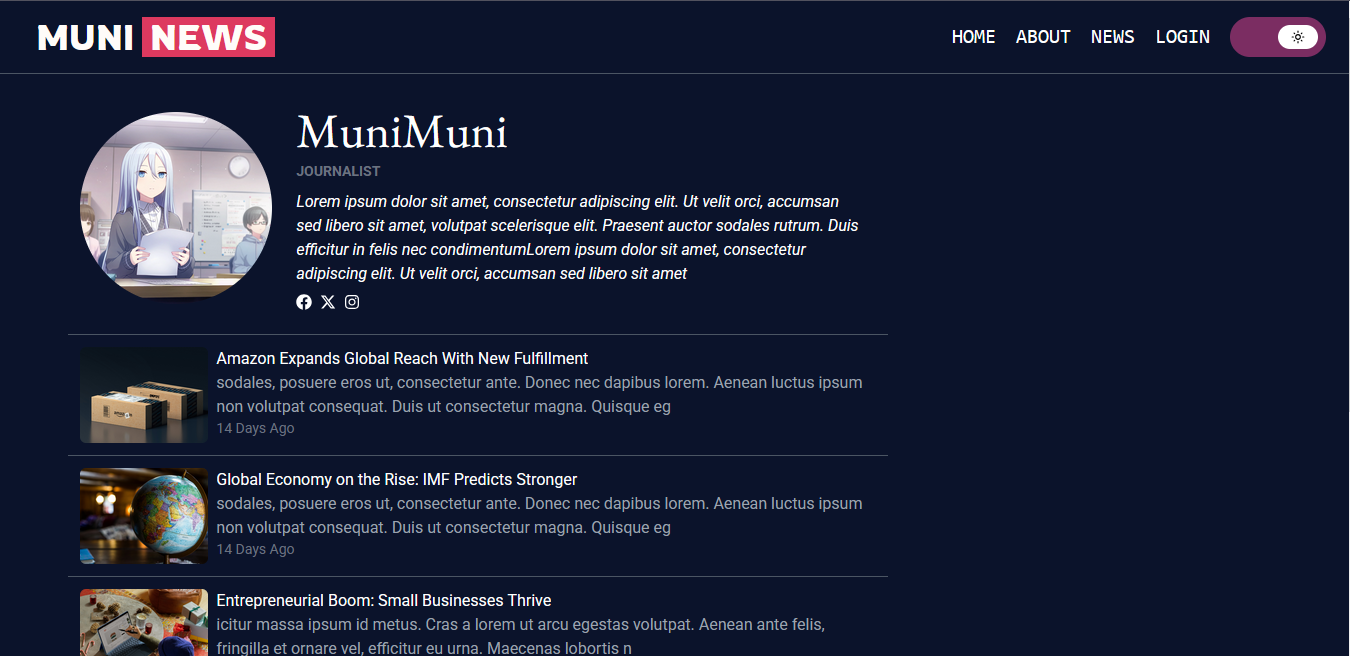 MUNI NEWS
HOME ABOUT NEWS LOGIN
MuniMuni
JOURNALIST
Lorem ipsum dolor sit amet, consectetur adipiscing elit. Ut velit orci, accumsan
sed libero sit amet, volutpat scelerisque elit. Praesent auctor sodales rutrum. Duis
efficitur in felis nec condimentumLorem ipsum dolor sit amet, consectetur
adipiscing elit. Ut velit orci, accumsan sed libero sit amet
Amazon Expands Global Reach With New Fulfillment
sodales, posuere eros ut, consectetur ante. Donec nec dapibus lorem. Aenean luctus ipsum
non volutpat consequat. Duis ut consectetur magna. Quisque eg
14 Days Ago
Global Economy on the Rise: IMF Predicts Stronger
sodales, posuere eros ut, consectetur ante. Donec nec dapibus lorem. Aenean luctus ipsum
non volutpat consequat. Duis ut consectetur magna. Quisque eg
14 Days Ago
Entrepreneurial Boom: Small Businesses Thrive
icitur massa ipsum id metus. Cras a lorem ut arcu egestas volutpat. Aenean ante felis,
fringilla et ornare vel, efficitur eu urna. Maecenas lobortis n